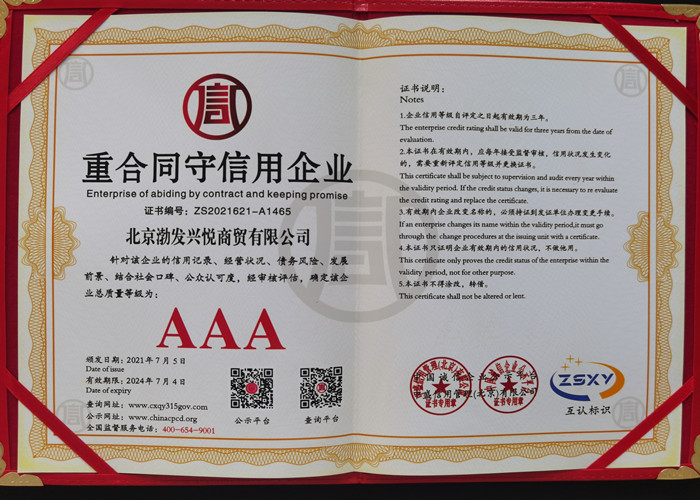 信
重合同守信用企业
Enterprise of abiding by contract and keeping promise
证书编号：ZS2021621-A1465
北京渤发兴悦商贸有限公司
针对该企业的信用记录、经营状况、债务风险、发展
前景、结合社会口碑、公众认可度，经审核评估，确定该企
业总质量等级为：
AAA
颁发日期：2021年7月5日
Date of issue
有效期限：2024年7月4日
Date of expiry
查询网址：www.cxqy315gov.com
公示网址：www.chinacpcd.org
全国监督服务电话：400-654-9001
公示平台
查询平台
证书说明：
Notes
1.企业信用等级自评定之日起有效期为三年。
The enterprise credit rating shall be valid for three years from the date of
evaluation.
2.本证书在有效期内，应每年接受监督审核，信用状况发生变化
的，需要重新评定信用等级并更换证书。
This certificate shall be subject to supervision and audit every year within
the validity period. If the credit status changes, it is necessary to re evaluate
the credit rating and replace the certificate.
3.有效期内企业改变名称的，必须持证到发证单位办理变更手续。
If an enterprise changes its name within the validity period,it must go
through the change procedures at the issuing unit with a certificate.
4.本证书只证明企业有效期内的信用状况，不做他用。
This certificate only proves the credit status of the enterprise within the
validity period, not for other purpose.
5.本证书不得涂改，转借。
This certificate shall not be altered or lent.
证书专用章
证书专用章
ZSXY
互认标识